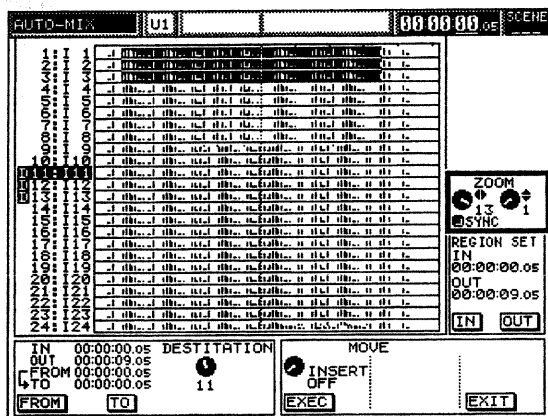 AUTO-MIX
U1
00:00:00.05
SCENE
1:I 1
2:I 2
3:I 3
4:I 4
5:I 5
6:I 6
7:I 7
8:I 8
9:I 9
10:I10
11:I11
12:I12
13:I13
14:I14
15:I15
16:I16
17:I17
18:I18
19:I19
20:I20
21:I21
22:I22
23:I23
24:I24
ZOOM
13 1
SYNC
REGION SET
IN
00:00:00.05
OUT
00:00:09.05
IN OUT
IN 00:00:00.05
OUT 00:00:09.05
FROM 00:00:00.05
TO 00:00:00.05
FROM TO
DESTITATION
11
MOVE
INSERT
OFF
EXEC EXIT